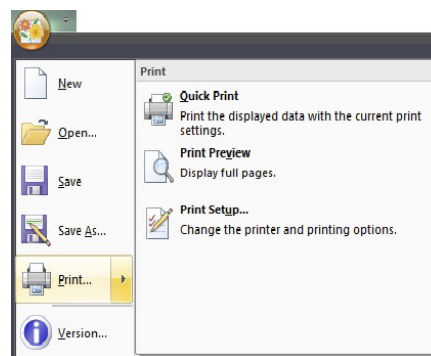 New
Open...
Save
Save As...
Print...
Version...
Print
Quick Print
Print the displayed data with the current print
settings.
Print Preview
Display full pages.
Print Setup...
Change the printer and printing options.